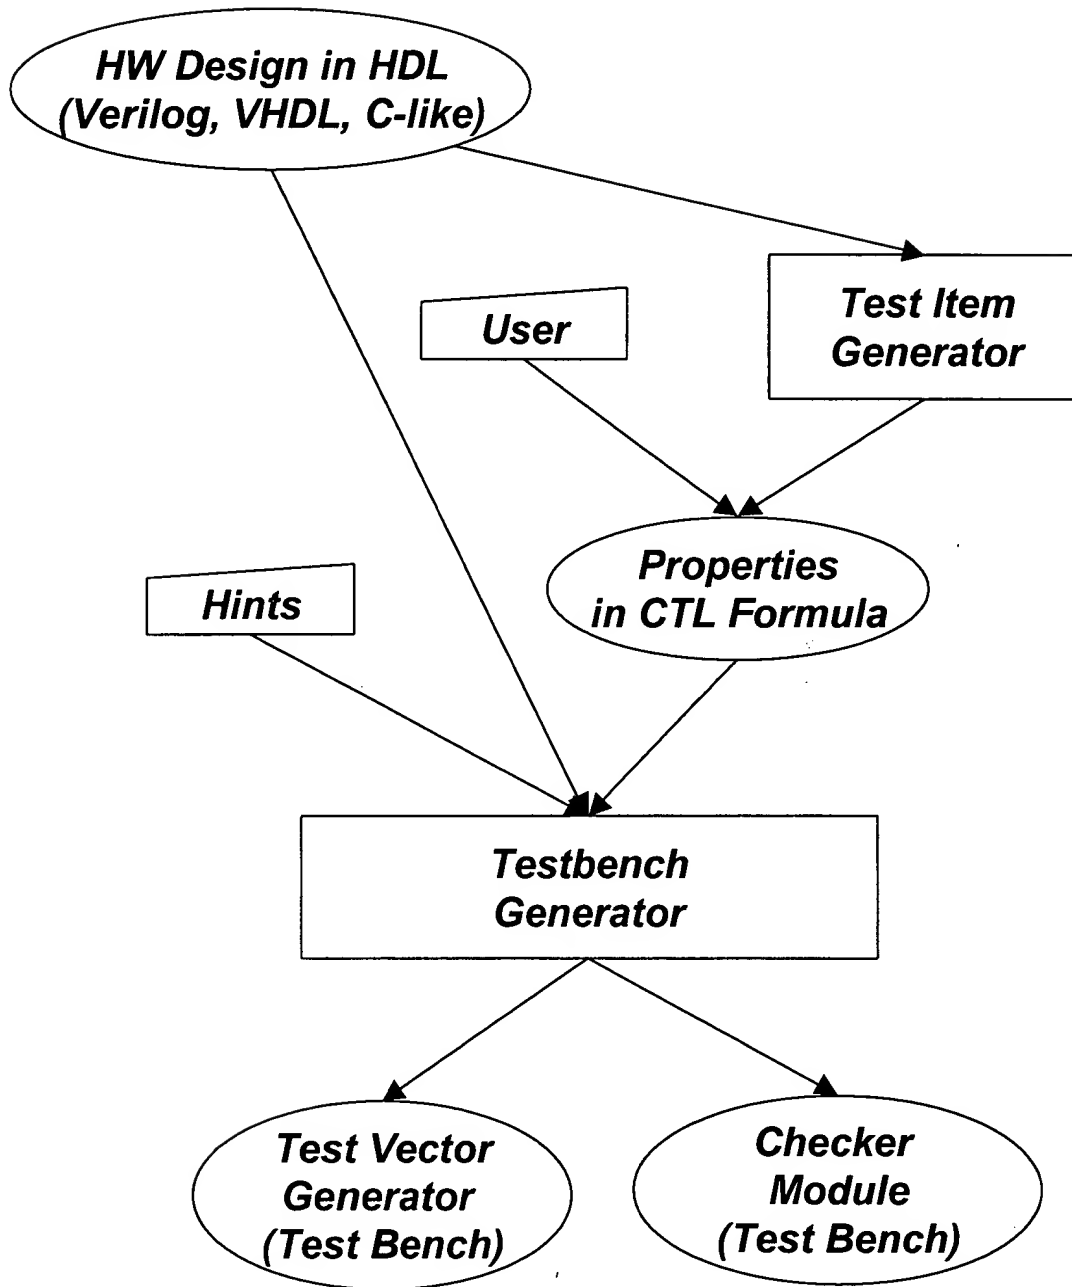 HW Design in HDL
(Verilog, VHDL, C-like)
Test Item
Generator
User
Properties
in CTL Formula
Hints
Testbench
Generator
Test Vector
Generator
(Test Bench)
Checker
Module
(Test Bench)